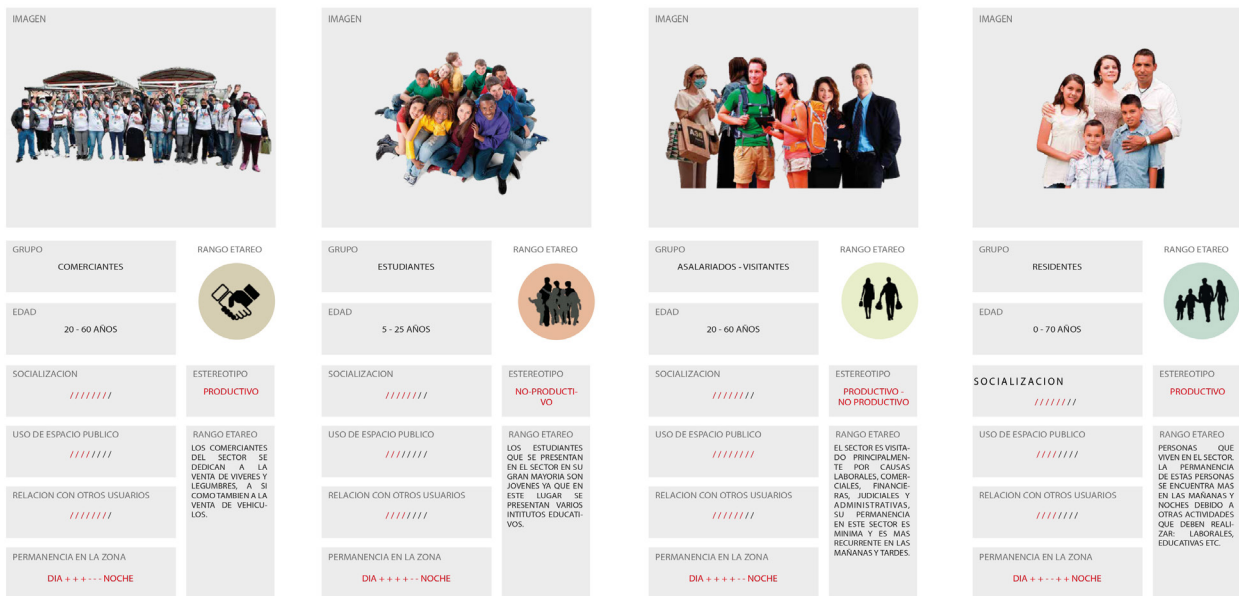 IMAGEN
GRUPO
COMERCIANTES
RANGO ETAREO
EDAD
20 - 60 AÑOS
SOCIALIZACION
////////
ESTEREOTIPO
PRODUCTIVO
USO DE ESPACIO PUBLICO
////////
RELACION CON OTROS USUARIOS
////////
PERMANENCIA EN LA ZONA
DIA + + + - - - NOCHE
RANGO ETAREO
LOS COMERCIANTES
DEL SECTOR SE
DEDICAN A LA
VENTA DE VIVERES Y
LEGUMBRES, A SI
COMO TAMBIEN A LA
VENTA DE VEHICU-
LOS.
IMAGEN
GRUPO
ESTUDIANTES
RANGO ETAREO
EDAD
5 - 25 AÑOS
SOCIALIZACION
////////
ESTEREOTIPO
NO-PRODUCTI-
VO
USO DE ESPACIO PUBLICO
////////
RELACION CON OTROS USUARIOS
////////
PERMANENCIA EN LA ZONA
DIA + + + + - - NOCHE
RANGO ETAREO
LOS ESTUDIANTES
QUE SE PRESENTAN
EN EL SECTOR EN SU
GRAN MAYORIA SON
JOVENES YA QUE EN
ESTE LUGAR SE
PRESENTAN VARIOS
INTITUTOS EDUCATI-
VOS.
IMAGEN
GRUPO
ASALARIADOS - VISITANTES
RANGO ETAREO
EDAD
20 - 60 AÑOS
SOCIALIZACION
////////
ESTEREOTIPO
PRODUCTIVO -
NO PRODUCTIVO
USO DE ESPACIO PUBLICO
////////
RELACION CON OTROS USUARIOS
////////
PERMANENCIA EN LA ZONA
DIA + + + + - - NOCHE
RANGO ETAREO
EL SECTOR ES VISITA-
DO PRINCIPALMEN-
TE POR CAUSAS
LABORALES, COMER-
CIALES, FINANCIE-
RAS, JUDICIALES Y
ADMINISTRATIVAS,
SU PERMANENCIA
EN ESTE SECTOR ES
MINIMA Y ES MAS
RECURRENTE EN LAS
MAÑANAS Y TARDES.
IMAGEN
GRUPO
RESIDENTES
RANGO ETAREO
EDAD
0 - 70 AÑOS
SOCIALIZACION
////////
ESTEREOTIPO
PRODUCTIVO
USO DE ESPACIO PUBLICO
////////
RELACION CON OTROS USUARIOS
////////
PERMANENCIA EN LA ZONA
DIA + + - - + + NOCHE
RANGO ETAREO
PERSONAS QUE
VIVEN EN EL SECTOR.
LA PERMANENCIA
DE ESTAS PERSONAS
SE ENCUENTRA MAS
EN LAS MAÑANAS Y
NOCHES DEBIDO A
OTRAS ACTIVIDADES
QUE DEBEN REALI-
ZAR: LABORALES,
EDUCATIVAS ETC.